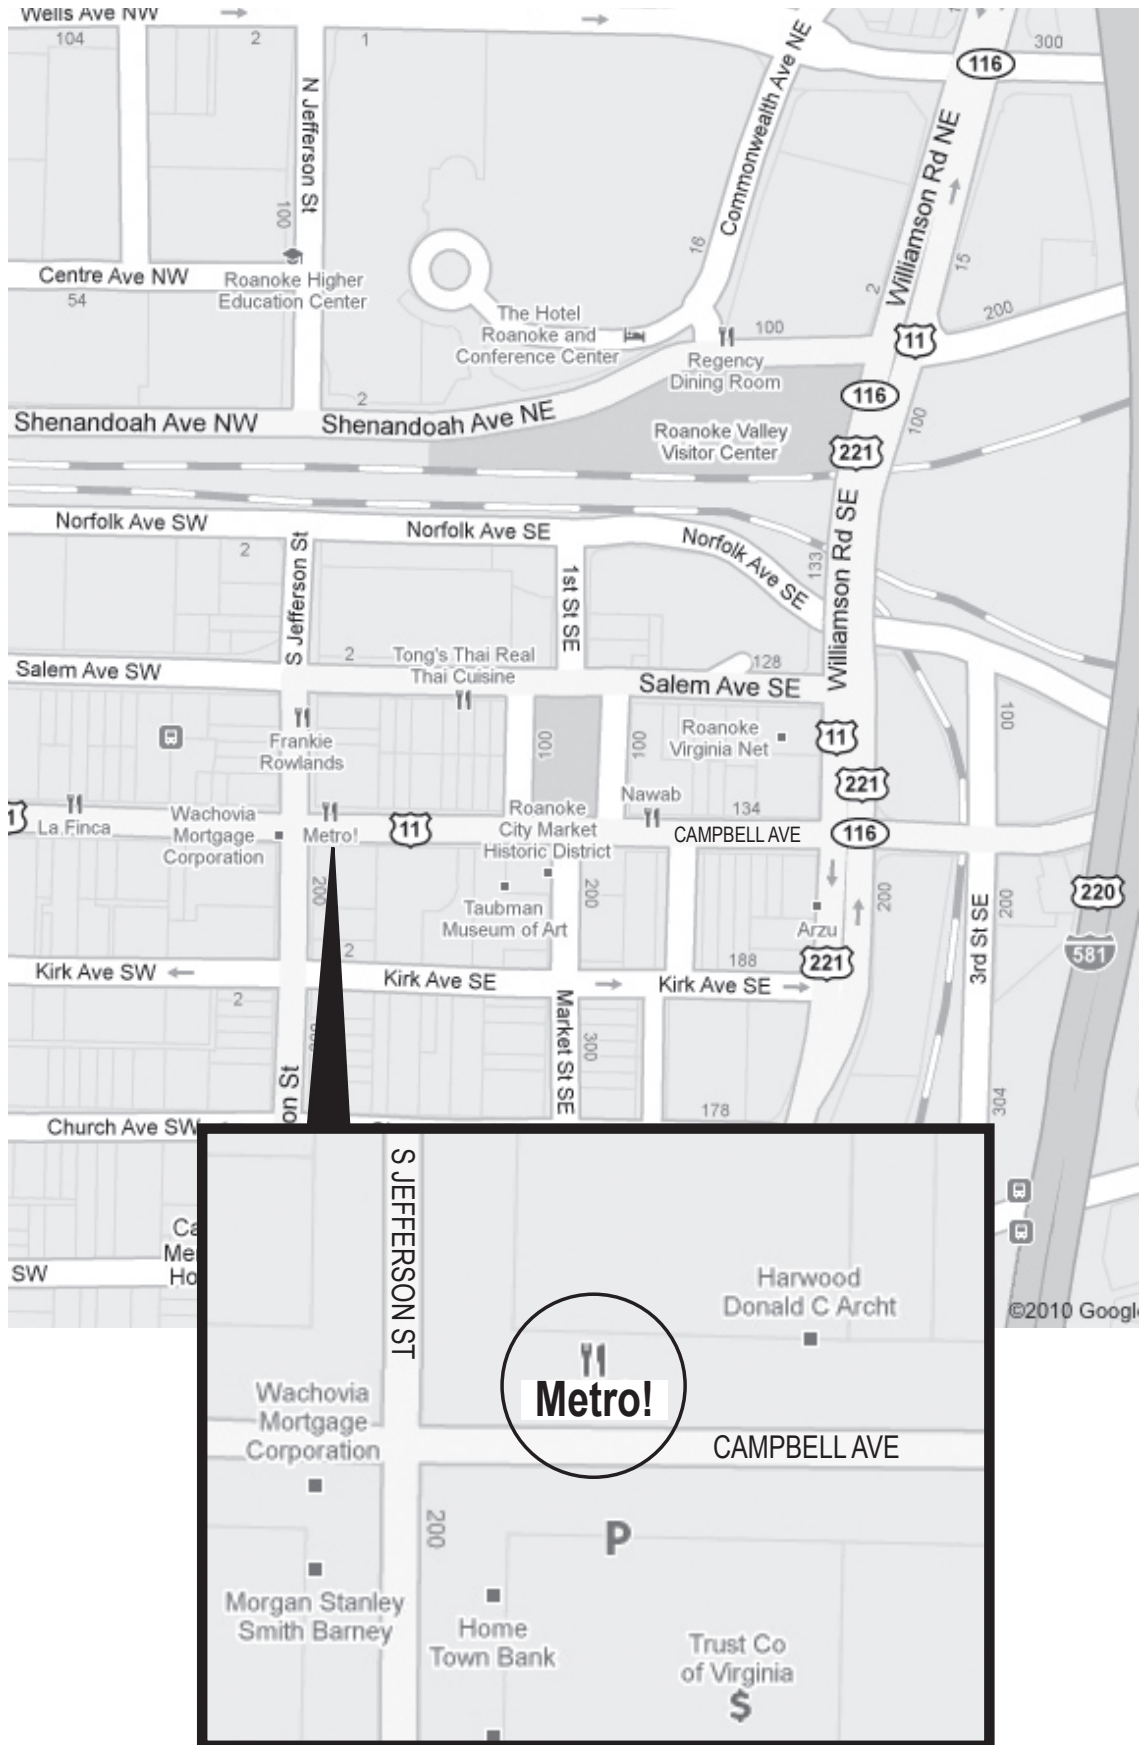 Wells Ave NW
104
2
1
300
116
N Jefferson St
100
Commonwealth Ave NE
16
Williamson Rd NE
15
2
Centre Ave NW
54
Roanoke Higher
Education Center
The Hotel
Roanoke and
Conference Center
100
200
11
Regency
Dining Room
116
2
100
Shenandoah Ave NW
Shenandoah Ave NE
Roanoke Valley
Visitor Center
221
Norfolk Ave SW
Norfolk Ave SE
Norfolk Ave SE
2
S Jefferson St
1st St SE
133
Williamson Rd SE
Salem Ave SW
2
Tong's Thai Real
Thai Cuisine
128
Salem Ave SE
100
Frankie
Rowlands
100
100
Roanoke
Virginia Net
11
221
1
La Finca
Wachovia
Mortgage
Corporation
Metro!
11
Roanoke
City Market
Historic District
Nawab
134
CAMPBELL AVE
116
200
Taubman
Museum of Art
200
Arzu
200
3rd St SE
200
220
581
Kirk Ave SW
2
2
Kirk Ave SE
188
Kirk Ave SE
221
Market St SE
300
on St
178
304
Church Ave SW
Ca
Me
Ho
SW
©2010 Google
S JEFFERSON ST
Harwood
Donald C Archt
Metro!
Wachovia
Mortgage
Corporation
CAMPBELL AVE
200
P
Morgan Stanley
Smith Barney
Home
Town Bank
Trust Co
of Virginia
$